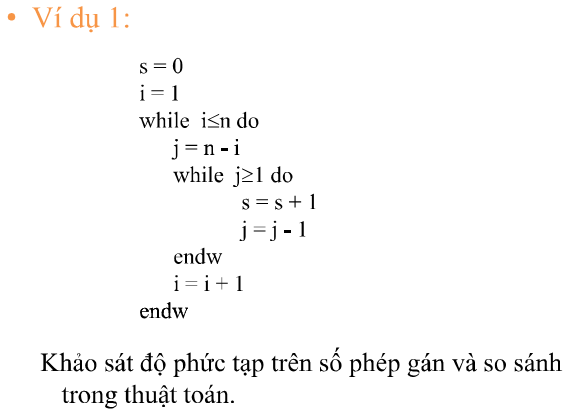 • Ví dụ 1:
s = 0
i = 1
while i≤n do
j = n - i
while j≥1 do
s = s + 1
j = j - 1
endw
i = i + 1
endw
Khảo sát độ phức tạp trên số phép gán và so sánh
trong thuật toán.